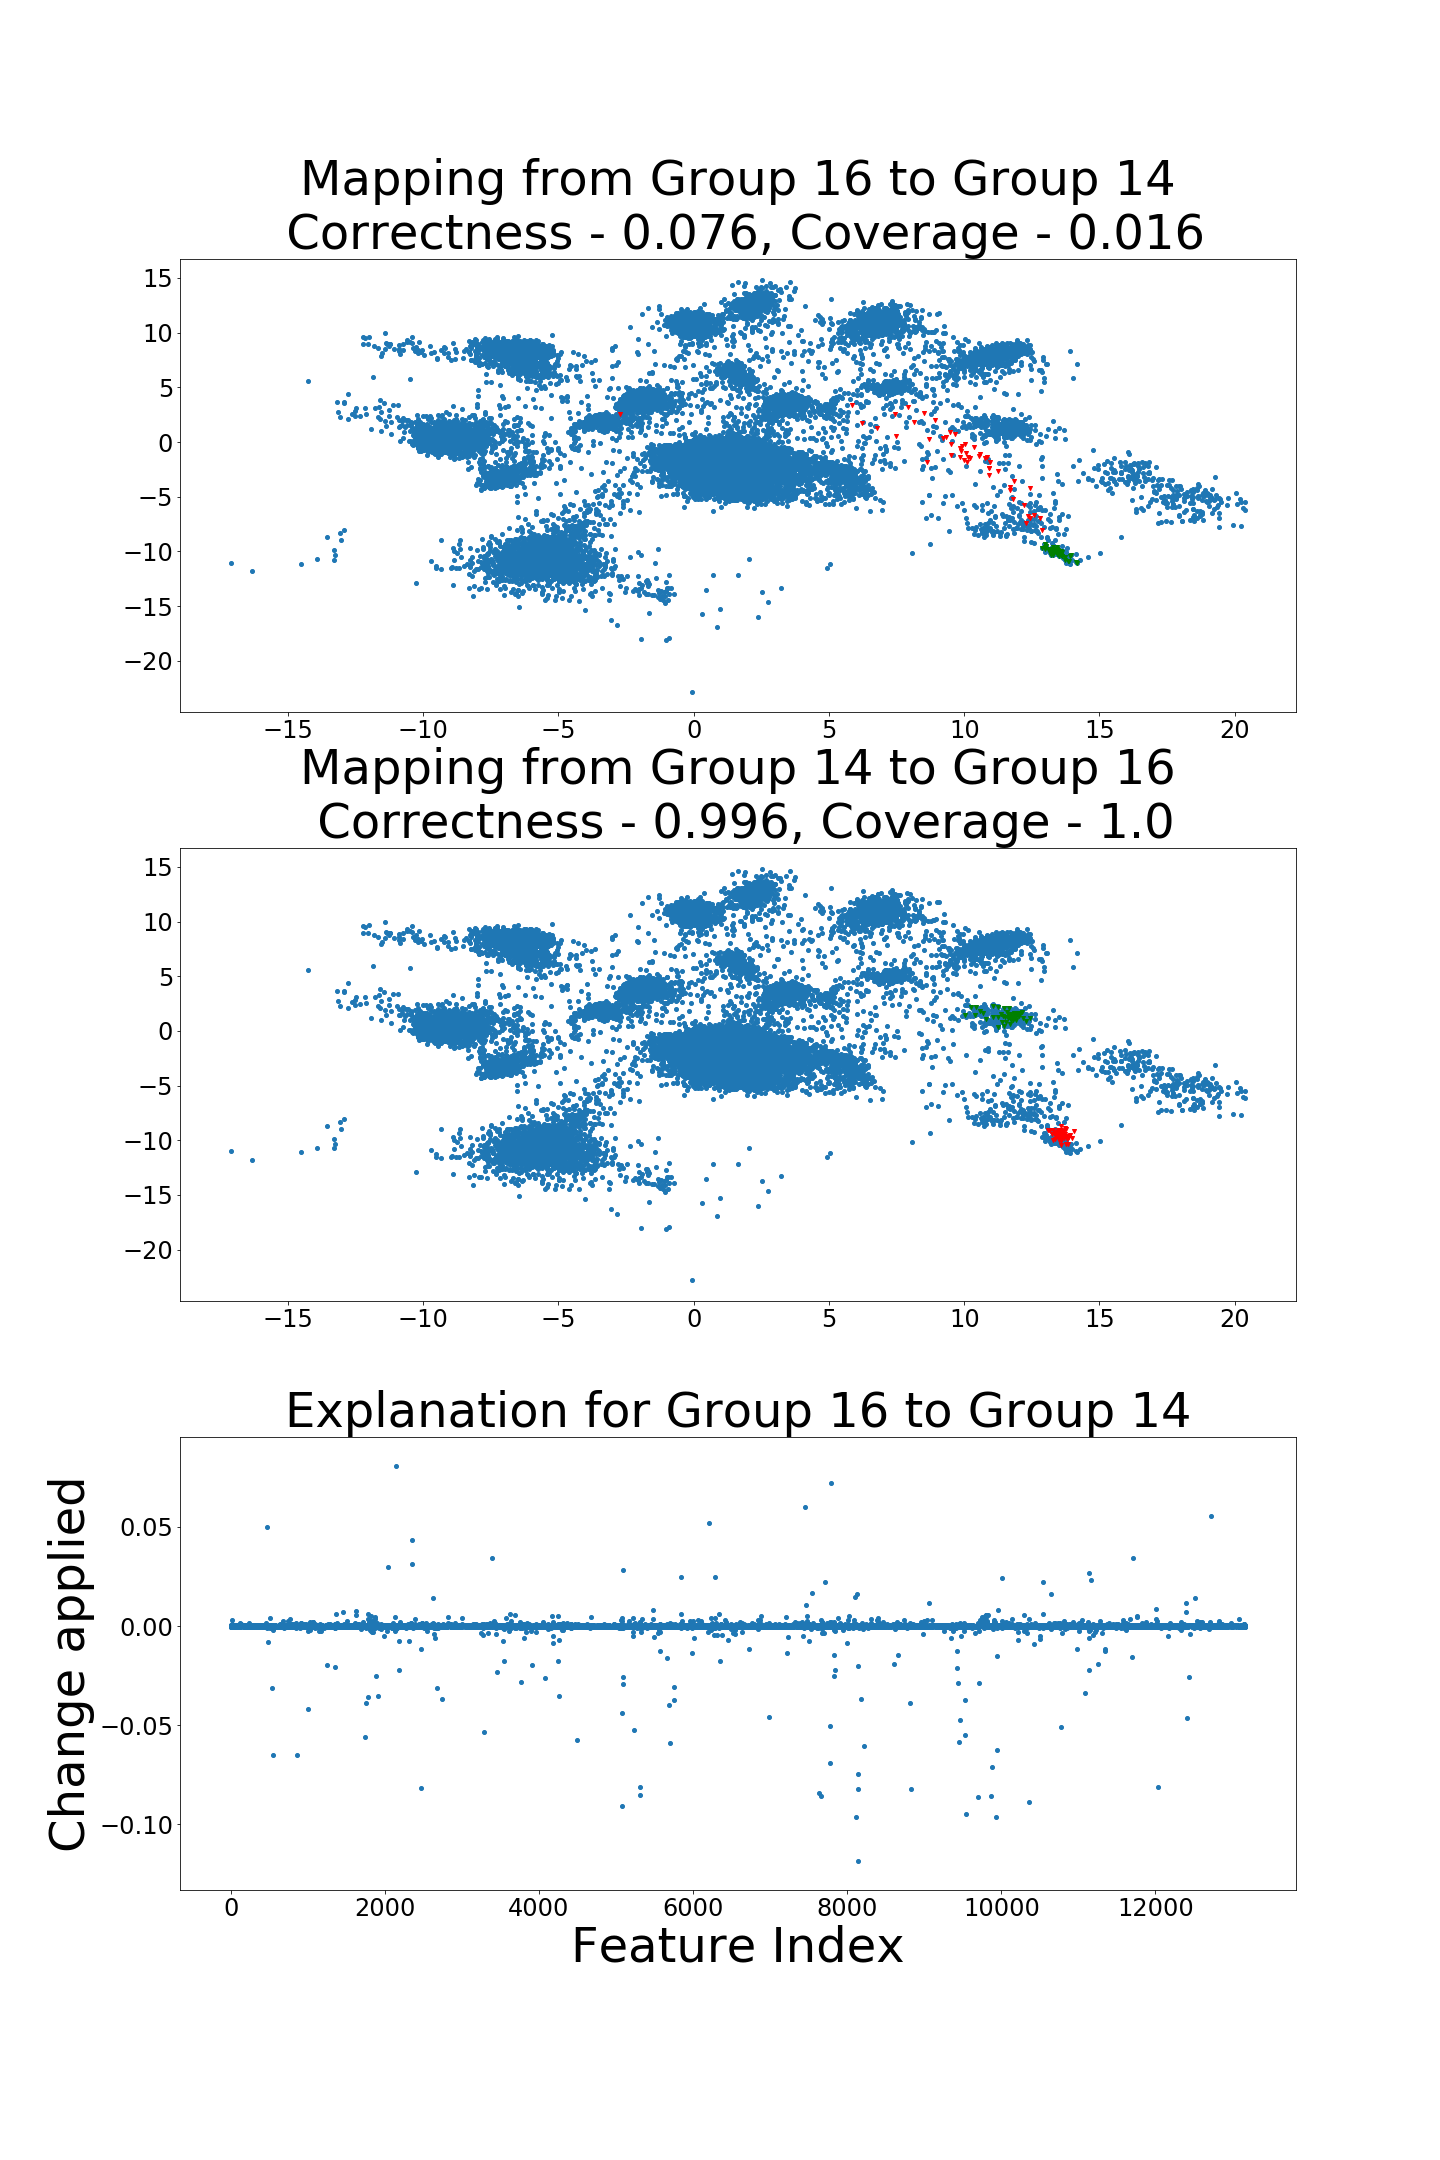 Mapping from Group 16 to Group 14
Correctness - 0.076, Coverage - 0.016
15
10
5
0
−5
−10
−15
−20
−15 −10 −5 0 5 10 15 20
Mapping from Group 14 to Group 16
Correctness - 0.996, Coverage - 1.0
15
10
5
0
−5
−10
−15
−20
−15 −10 −5 0 5 10 15 20
Explanation for Group 16 to Group 14
Change applied
0.05
0.00
−0.05
−0.10
0 2000 4000 6000 8000 10000 12000
Feature Index